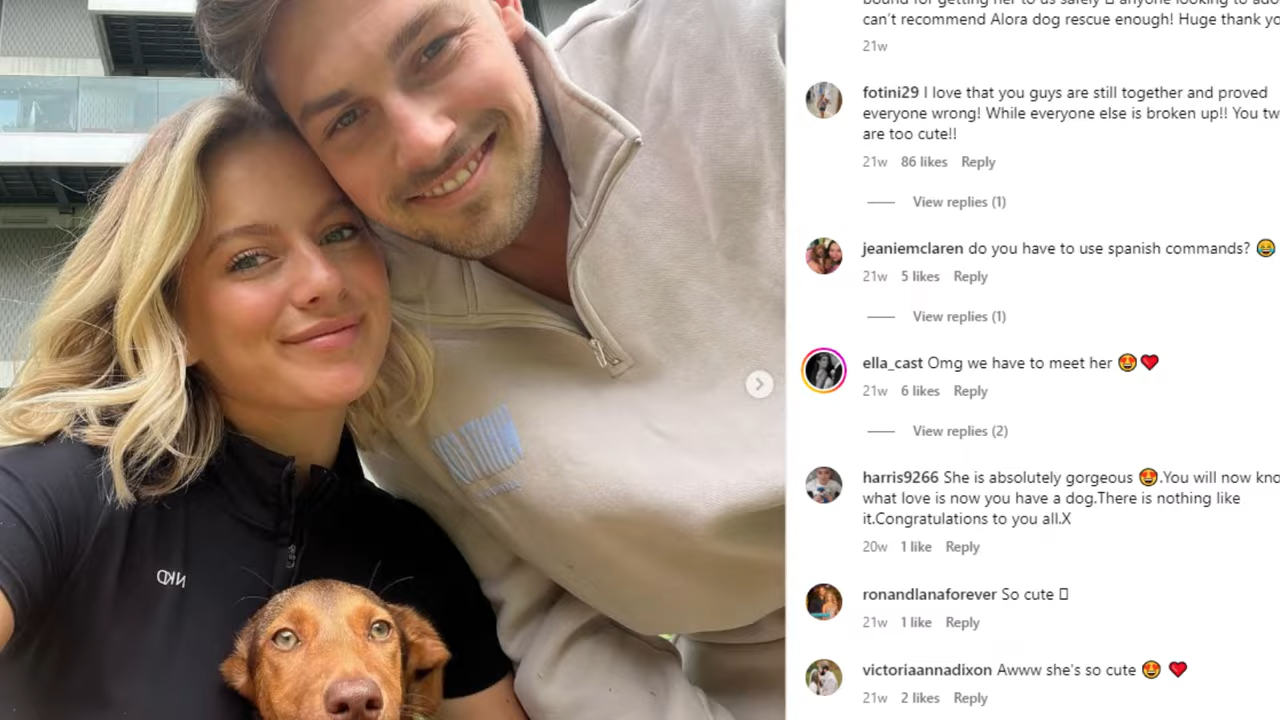 can't recommend Alora dog rescue enough! Huge thank
21w
fotini29 I love that you guys are still together and proved
everyone wrong! While everyone else is broken up!! You
are too cute!!
21w 86 likes Reply
View replies (1)
jeaniemclaren do you have to use spanish commands? 😂
21w 5 likes Reply
View replies (1)
ella_cast Omg we have to meet her 😍❤️
21w 6 likes Reply
View replies (2)
harris9266 She is absolutely gorgeous 😍.You will now
what love is now you have a dog.There is nothing like
it.Congratulations to you all.X
20w 1 like Reply
ronandlanaforever So cute
21w 1 like Reply
victoriaannadixon Awww she's so cute 😍 ❤️
21w 2 likes Reply
NKD